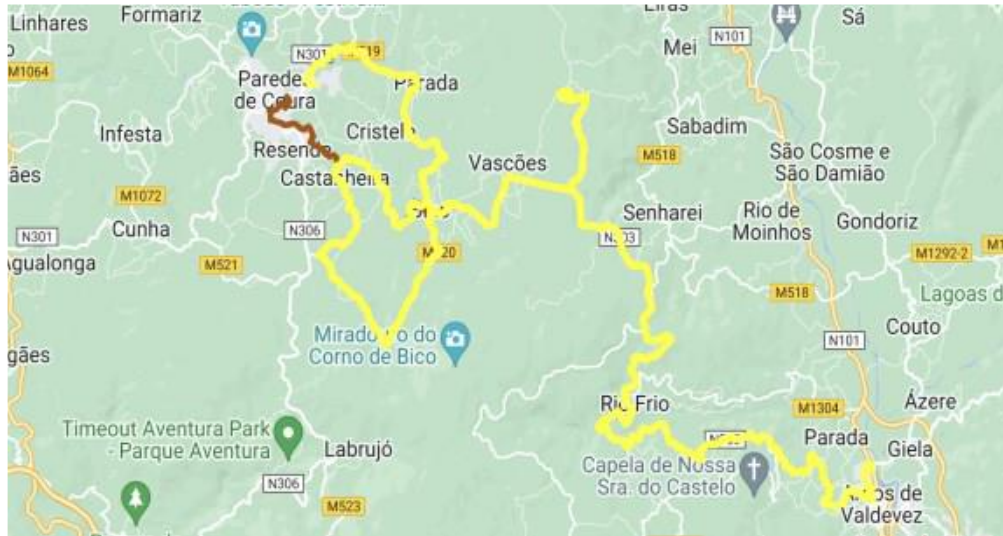 Linhares
Formariz
M1064
N301
Parada
Paredes
de Coura
Infesta
Cristelo
Resende
Castanheira
M1072
N301
Cunha
N306
Agualonga
M521
Vascões
Miradouro do
Corno de Bico
Timeout Aventura Park
- Parque Aventura
Labrujó
N306
M523
Mei
N101
Sá
Sabadim
M518
São Cosme e
São Damião
Senharei
Rio de
Moinhos
Gondoriz
N303
M1292-2
M518
Lagoas d
Couto
N101
Rio Frio
M1304
Ázere
Parada
Giela
Capela de Nossa
Sra. do Castelo
Arcos de
Valdevez